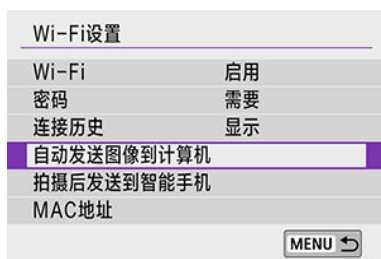 Wi-Fi设置
Wi-Fi 启用
密码 需要
连接历史 显示
自动发送图像到计算机
拍摄后发送到智能手机
MAC地址
MENU